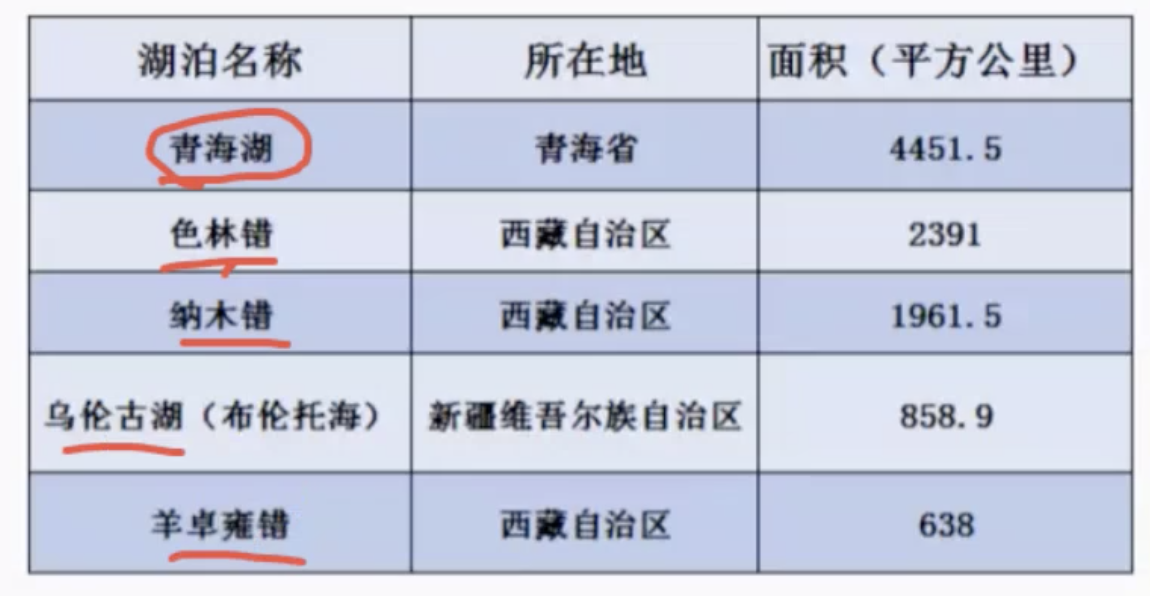 湖泊名称 所在地 面积（平方公里）
青海湖 青海省 4451.5
色林错 西藏自治区 2391
纳木错 西藏自治区 1961.5
乌伦古湖（布伦托海） 新疆维吾尔族自治区 858.9
羊卓雍错 西藏自治区 638